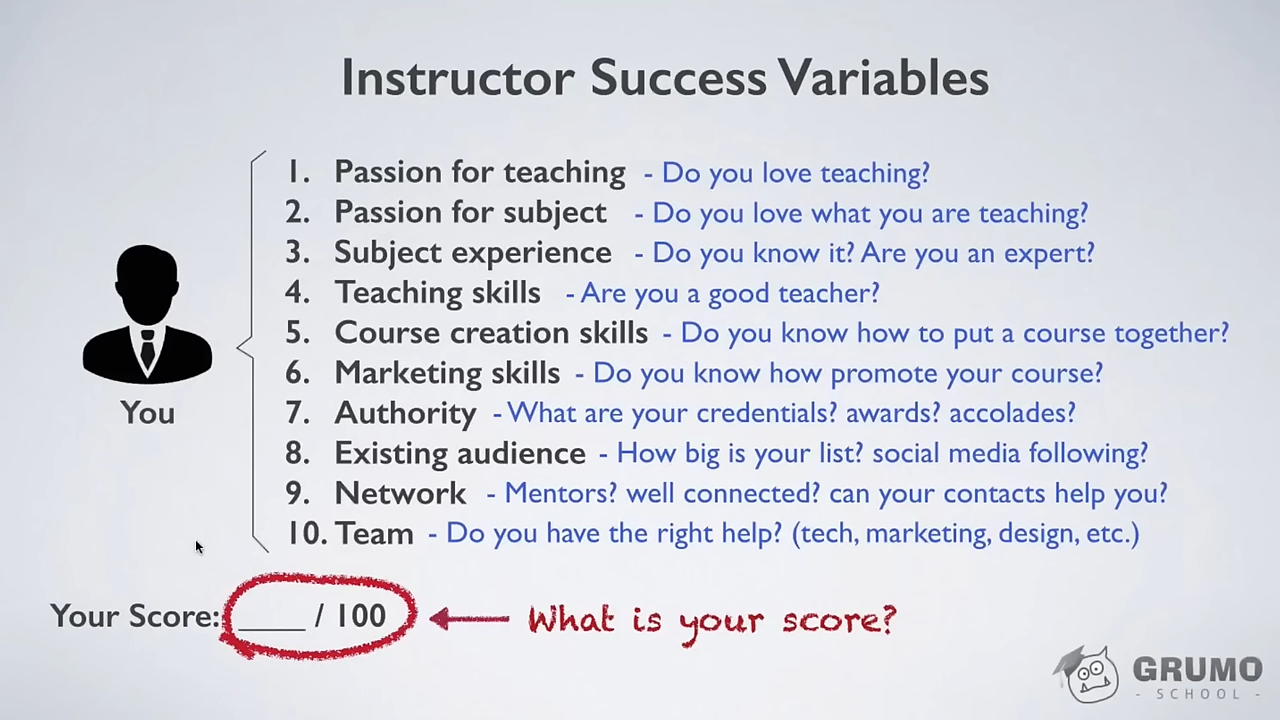 Instructor Success Variables
1. Passion for teaching - Do you love teaching?
2. Passion for subject - Do you love what you are teaching?
3. Subject experience - Do you know it? Are you an expert?
4. Teaching skills - Are you a good teacher?
5. Course creation skills - Do you know how to put a course together?
6. Marketing skills - Do you know how promote your course?
7. Authority - What are your credentials? awards? accolades?
8. Existing audience - How big is your list? social media following?
9. Network - Mentors? well connected? can your contacts help you?
10. Team - Do you have the right help? (tech, marketing, design, etc.)
You
Your Score: ____ / 100 What is your score?
GRUMO
- SCHOOL -